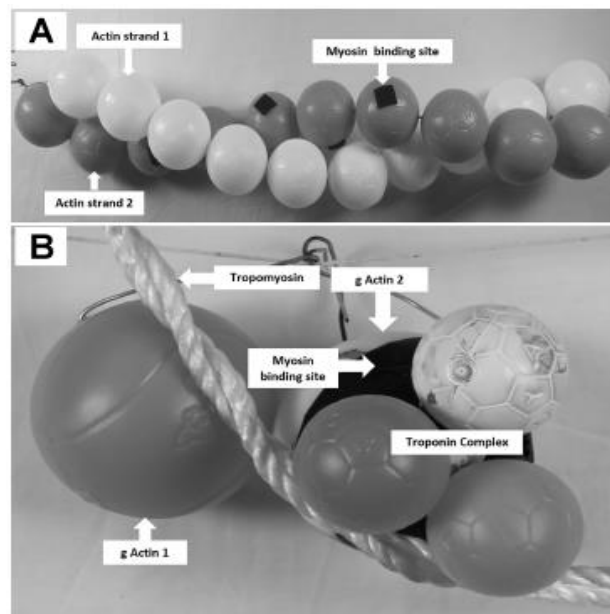 A
Actin strand 1
Myosin binding site
Actin strand 2
B
Tropomyosin
g Actin 2
Myosin
binding site
Troponin Complex
g Actin 1